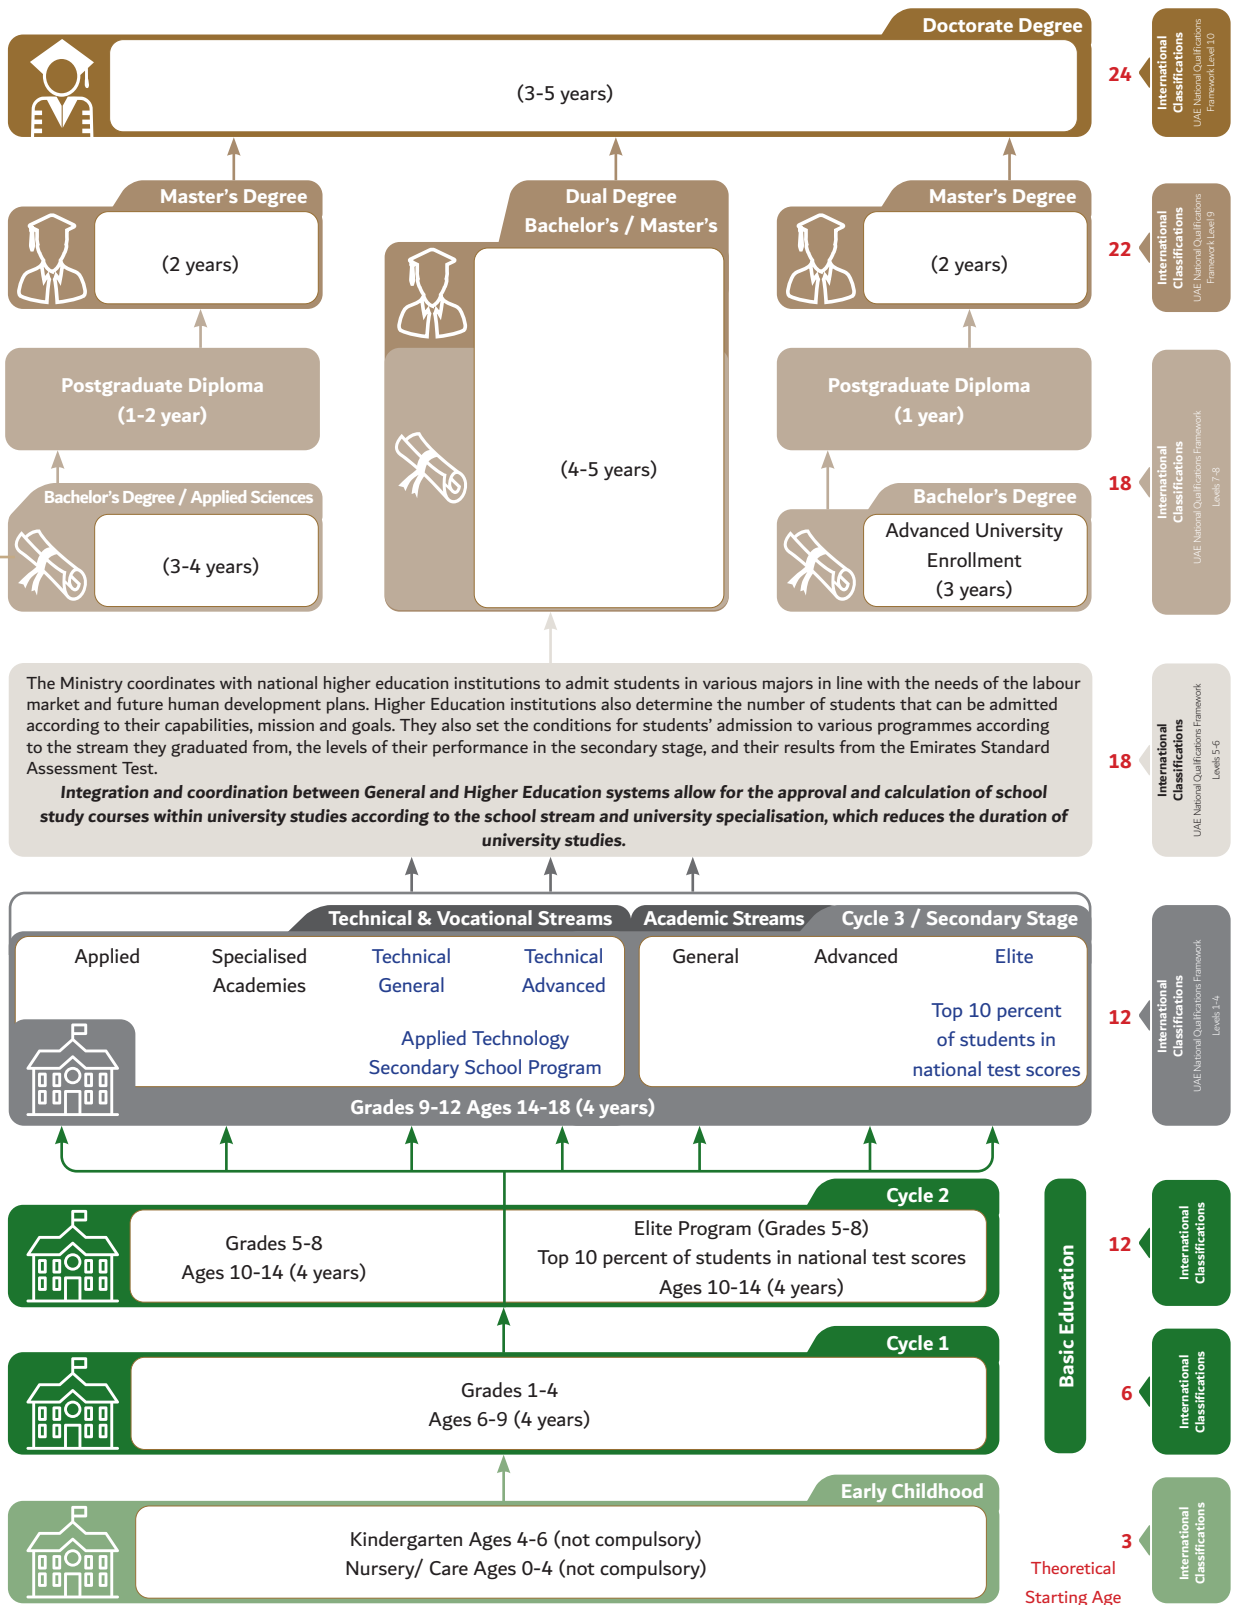 Doctorate Degree
(3-5 years)
24
International
Classifications
UAE National Qualifications
Framework Level 10
Master's Degree
(2 years)
Dual Degree
Bachelor's / Master's
(4-5 years)
Master's Degree
(2 years)
22
International
Classifications
UAE National Qualifications
Framework Level 9
Postgraduate Diploma
(1-2 year)
Postgraduate Diploma
(1 year)
Bachelor's Degree / Applied Sciences
(3-4 years)
Bachelor's Degree
Advanced University
Enrollment
(3 years)
18
International
Classifications
UAE National Qualifications Framework
Levels 7-8
The Ministry coordinates with national higher education institutions to admit students in various majors in line with the needs of the labour
market and future human development plans. Higher Education institutions also determine the number of students that can be admitted
according to their capabilities, mission and goals. They also set the conditions for students' admission to various programmes according
to the stream they graduated from, the levels of their performance in the secondary stage, and their results from the Emirates Standard
Assessment Test.
Integration and coordination between General and Higher Education systems allow for the approval and calculation of school
study courses within university studies according to the school stream and university specialisation, which reduces the duration of
university studies.
18
International
Classifications
UAE National Qualifications Framework
Levels 5-6
Technical & Vocational Streams
Academic Streams
Cycle 3 / Secondary Stage
Applied
Specialised
Academies
Technical
General
Technical
Advanced
Applied Technology
Secondary School Program
General
Advanced
Elite
Top 10 percent
of students in
national test scores
Grades 9-12 Ages 14-18 (4 years)
12
International
Classifications
UAE National Qualifications Framework
Levels 1-4
Cycle 2
Grades 5-8
Ages 10-14 (4 years)
Elite Program (Grades 5-8)
Top 10 percent of students in national test scores
Ages 10-14 (4 years)
Basic Education
12
International
Classifications
Cycle 1
Grades 1-4
Ages 6-9 (4 years)
6
International
Classifications
Early Childhood
Kindergarten Ages 4-6 (not compulsory)
Nursery/ Care Ages 0-4 (not compulsory)
3
Theoretical
Starting Age
International
Classifications